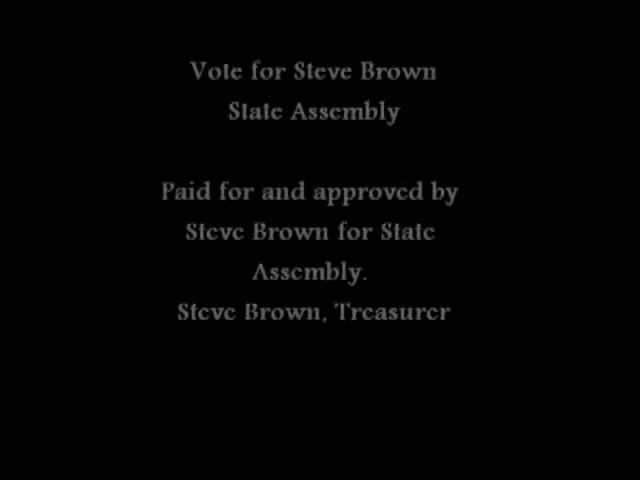 Vote for Steve Brown
State Assembly
Paid for and approved by
Steve Brown for State
Assembly.
Steve Brown, Treasurer